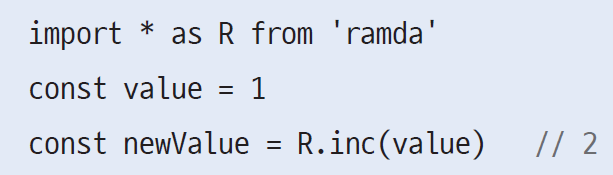 import * as R from 'ramda'
const value = 1
const newValue = R.inc(value)   // 2